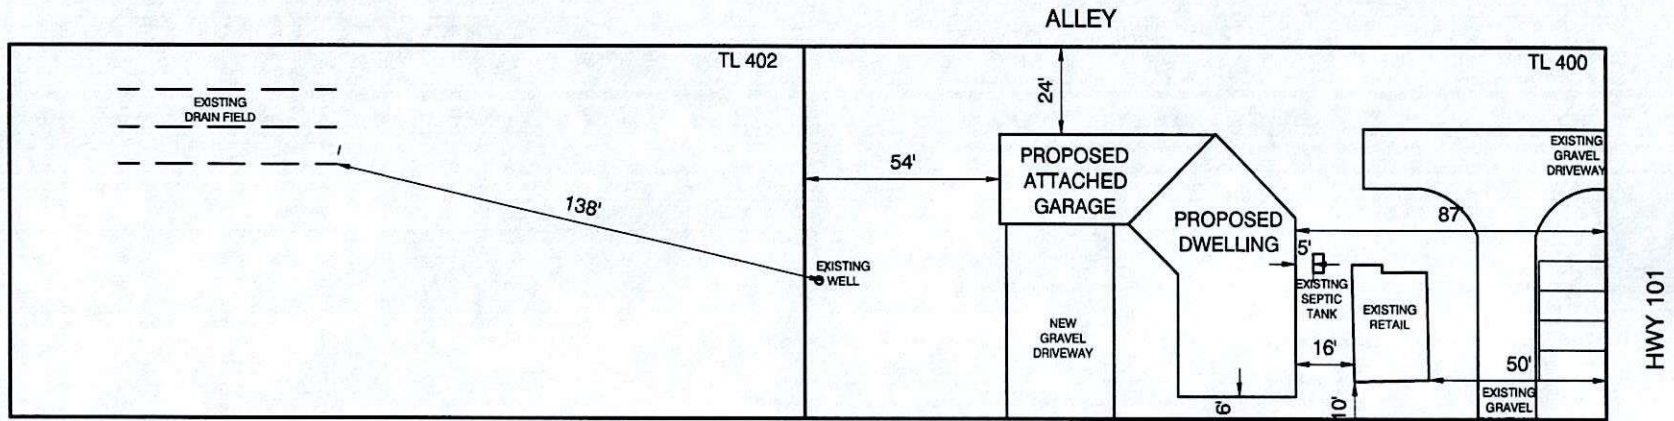 ALLEY
TL 402
TL 400
EXISTING
DRAIN FIELD
24'
EXISTING
GRAVEL
DRIVEWAY
54'
PROPOSED
ATTACHED
GARAGE
138'
PROPOSED
DWELLING
87'
5'
EXISTING
WELL
EXISTING
SEPTIC
TANK
EXISTING
RETAIL
HWY 101
NEW
GRAVEL
DRIVEWAY
16'
50'
6'
10'
EXISTING
GRAVEL